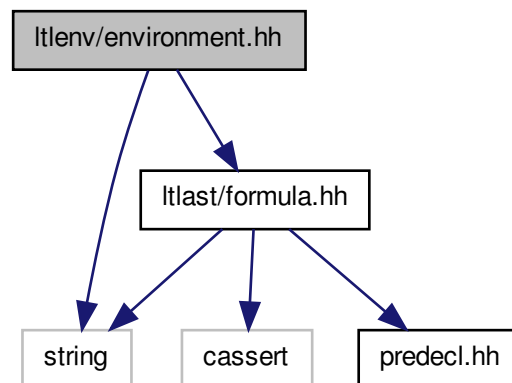 ltlenv/environment.hh
ltlast/formula.hh
string
cassert
predecl.hh